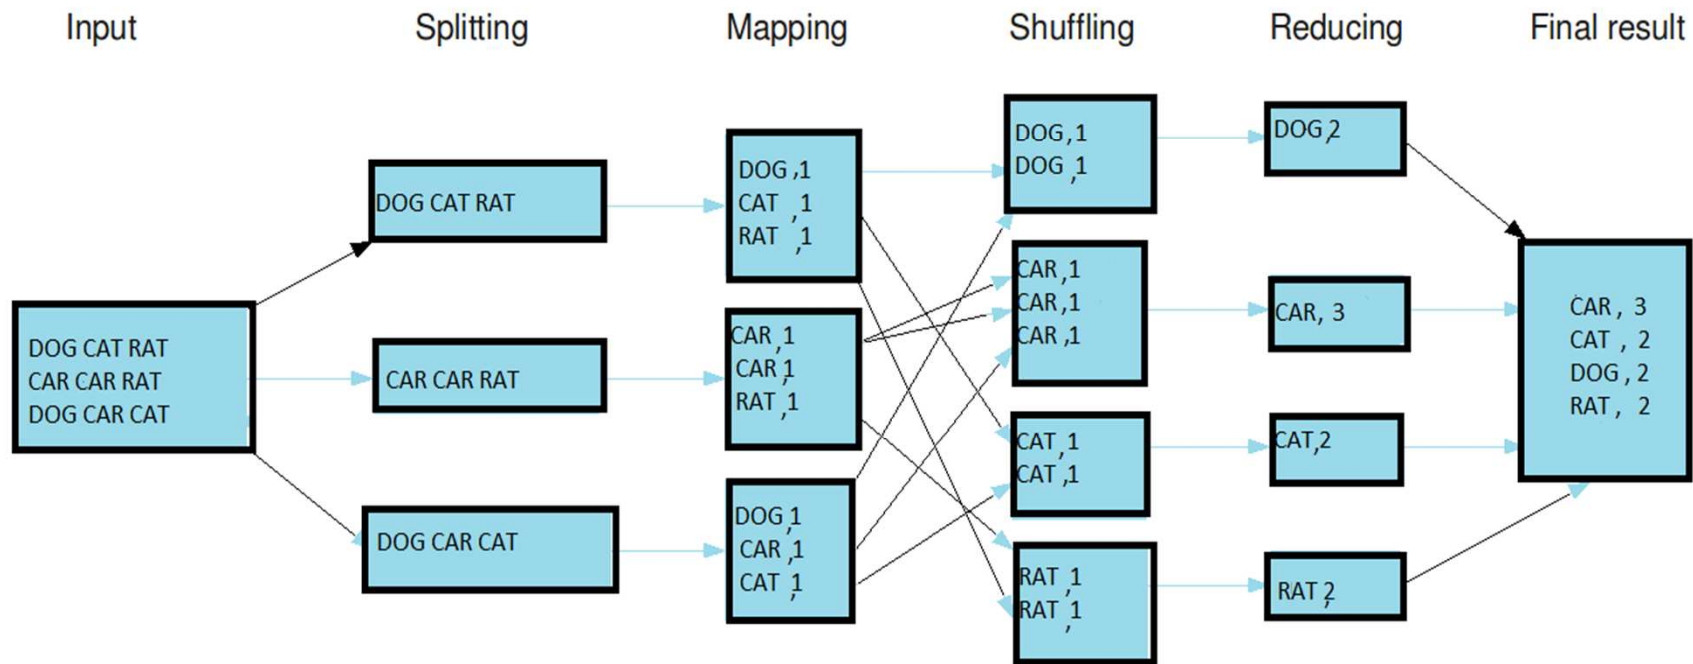 Input
Splitting
Mapping
Shuffling
Reducing
Final result
DOG CAT RAT
CAR CAR RAT
DOG CAR CAT
DOG CAT RAT
CAR CAR RAT
DOG CAR CAT
DOG ,1
CAT ,1
RAT ,1
CAR ,1
CAR ,1
RAT ,1
DOG ,1
CAR ,1
CAT ,1
DOG ,1
DOG ,1
CAR ,1
CAR ,1
CAR ,1
CAT ,1
CAT ,1
RAT ,1
RAT ,1
DOG,2
CAR, 3
CAT,2
RAT,2
CAR , 3
CAT , 2
DOG , 2
RAT , 2